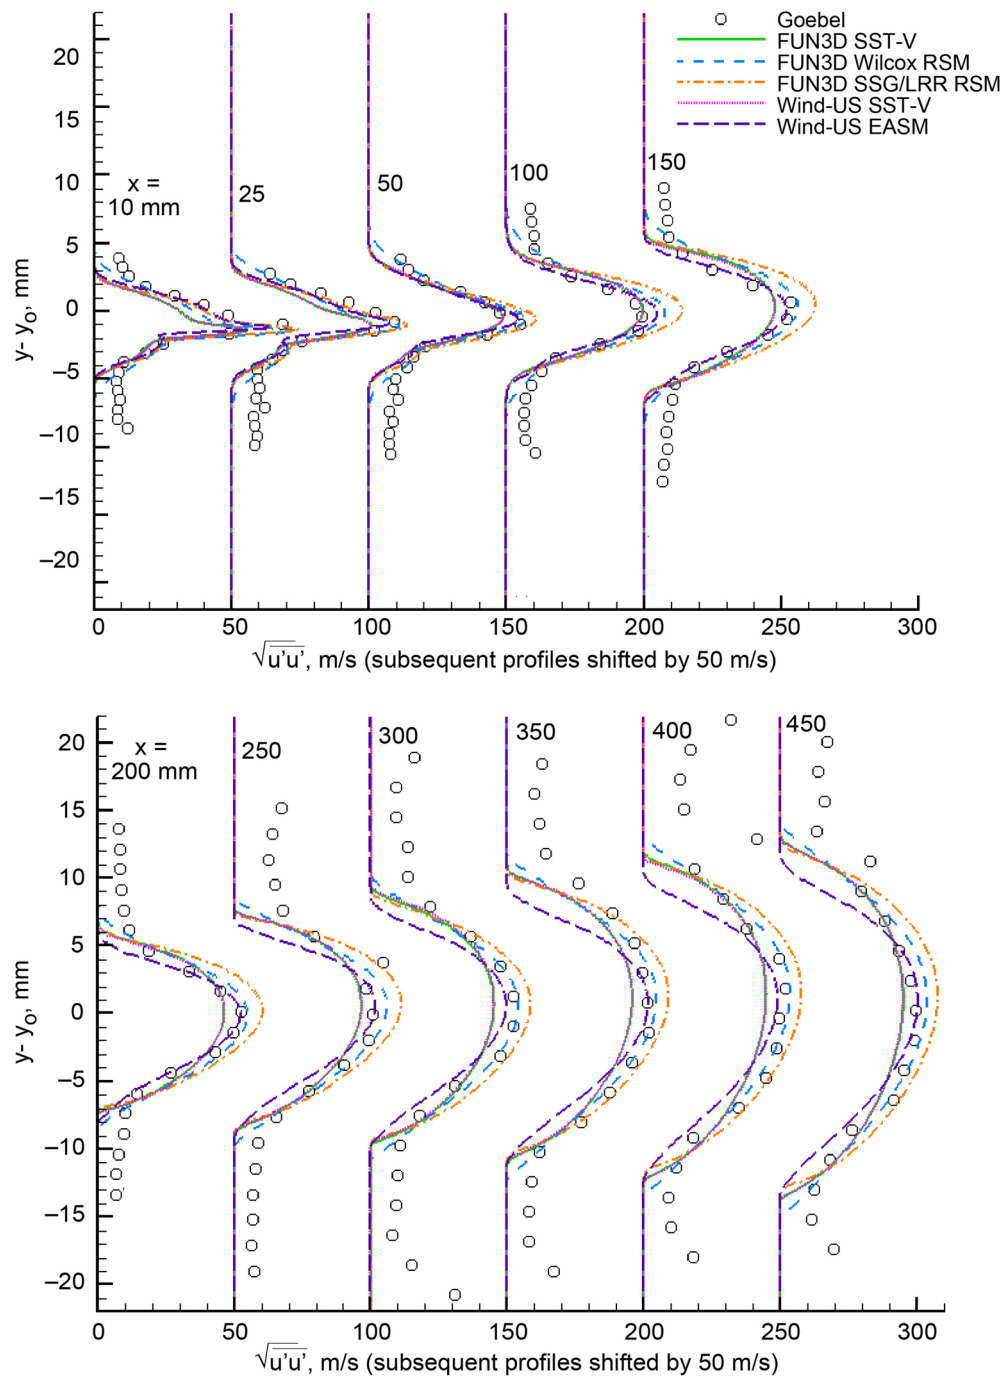 Goebel
FUN3D SST-V
FUN3D Wilcox RSM
FUN3D SSG/LRR RSM
Wind-US SST-V
Wind-US EASM
20
15
10
5
0
−5
−10
−15
−20
y- yo, mm
x =
10 mm
25
50
100
150
0 50 100 150 200 250 300
√u'u', m/s (subsequent profiles shifted by 50 m/s)
20
15
10
5
0
−5
−10
−15
−20
y- yo, mm
x =
200 mm
250
300
350
400
450
0 50 100 150 200 250 300
√u'u', m/s (subsequent profiles shifted by 50 m/s)